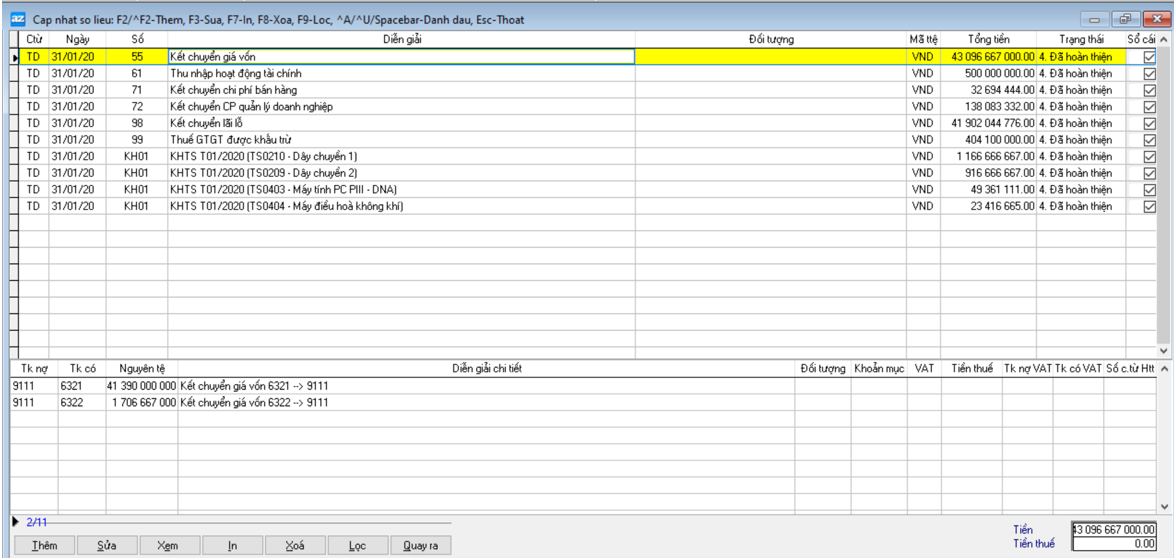 az Cap nhat so lieu: F2/^F2-Them, F3-Sua, F7-In, F8-Xoa, F9-Loc, ^A/^U/Spacebar-Danh dau, Esc-Thoat
Ctừ Ngày Số Diễn giải Đối tượng Mã ttệ Tổng tiền Trạng thái Sổ cái
TD 31/01/20 55 Kết chuyển giá vốn VND 43 096 667 000.00 4. Đã hoàn thiện
TD 31/01/20 61 Thu nhập hoạt động tài chính VND 500 000 000.00 4. Đã hoàn thiện
TD 31/01/20 71 Kết chuyển chi phí bán hàng VND 32 694 444.00 4. Đã hoàn thiện
TD 31/01/20 72 Kết chuyển CP quản lý doanh nghiệp VND 138 083 332.00 4. Đã hoàn thiện
TD 31/01/20 98 Kết chuyển lãi lỗ VND 41 902 044 776.00 4. Đã hoàn thiện
TD 31/01/20 99 Thuế GTGT được khấu trừ VND 404 100 000.00 4. Đã hoàn thiện
TD 31/01/20 KH01 KHTS T01/2020 (TS0210 - Dây chuyền 1) VND 1 166 666 667.00 4. Đã hoàn thiện
TD 31/01/20 KH01 KHTS T01/2020 (TS0209 - Dây chuyền 2) VND 916 666 667.00 4. Đã hoàn thiện
TD 31/01/20 KH01 KHTS T01/2020 (TS0403 - Máy tính PC PIII - DNA) VND 49 361 111.00 4. Đã hoàn thiện
TD 31/01/20 KH01 KHTS T01/2020 (TS0404 - Máy điều hoà không khí) VND 23 416 665.00 4. Đã hoàn thiện
Tk nợ Tk có Nguyên tệ Diễn giải chi tiết Đối tượng Khoản mục VAT Tiền thuế Tk nợ VAT Tk có VAT Số c.từ Htt
9111 6321 41 390 000 000 Kết chuyển giá vốn 6321 --> 9111
9111 6322 1 706 667 000 Kết chuyển giá vốn 6322 --> 9111
2/11
Tiền 43 096 667 000.00
Tiền thuế 0.00
Thêm Sửa Xem In Xoá Lọc Quay ra